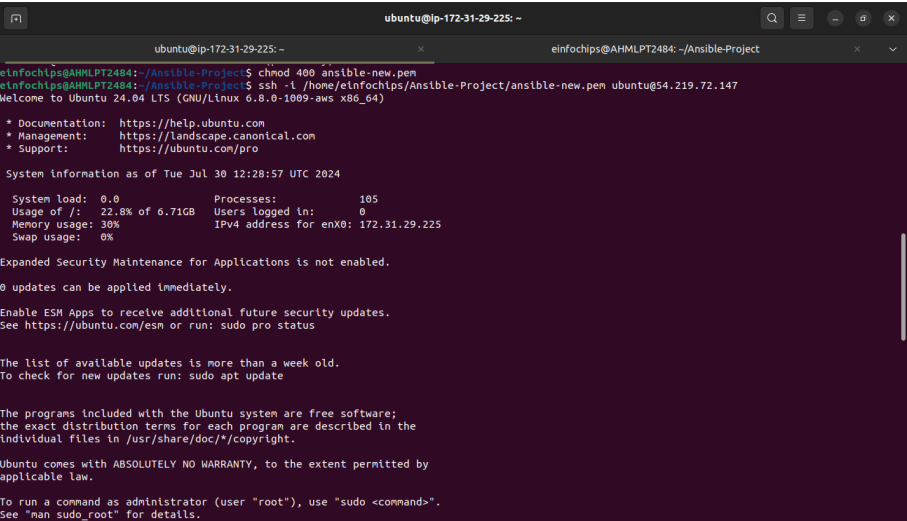 ubuntu@ip-172-31-29-225: ~
ubuntu@ip-172-31-29-225: ~
einfochips@AHMLPT2484: ~/Ansible-Project
einfochips@AHMLPT2484:~/Ansible-Project$ chmod 400 ansible-new.pem
einfochips@AHMLPT2484:~/Ansible-Project$ ssh -i /home/einfochips/Ansible-Project/ansible-new.pem ubuntu@54.219.72.147
Welcome to Ubuntu 24.04 LTS (GNU/Linux 6.8.0-1009-aws x86_64)
* Documentation:  https://help.ubuntu.com
* Management:     https://landscape.canonical.com
* Support:        https://ubuntu.com/pro
System information as of Tue Jul 30 12:28:57 UTC 2024
System load:  0.0               Processes:             105
Usage of /:   22.8% of 6.71GB   Users logged in:       0
Memory usage: 30%               IPv4 address for enX0: 172.31.29.225
Swap usage:   0%
Expanded Security Maintenance for Applications is not enabled.
0 updates can be applied immediately.
Enable ESM Apps to receive additional future security updates.
See https://ubuntu.com/esm or run: sudo pro status
The list of available updates is more than a week old.
To check for new updates run: sudo apt update
The programs included with the Ubuntu system are free software;
the exact distribution terms for each program are described in the
individual files in /usr/share/doc/*/copyright.
Ubuntu comes with ABSOLUTELY NO WARRANTY, to the extent permitted by
applicable law.
To run a command as administrator (user "root"), use "sudo <command>".
See "man sudo_root" for details.